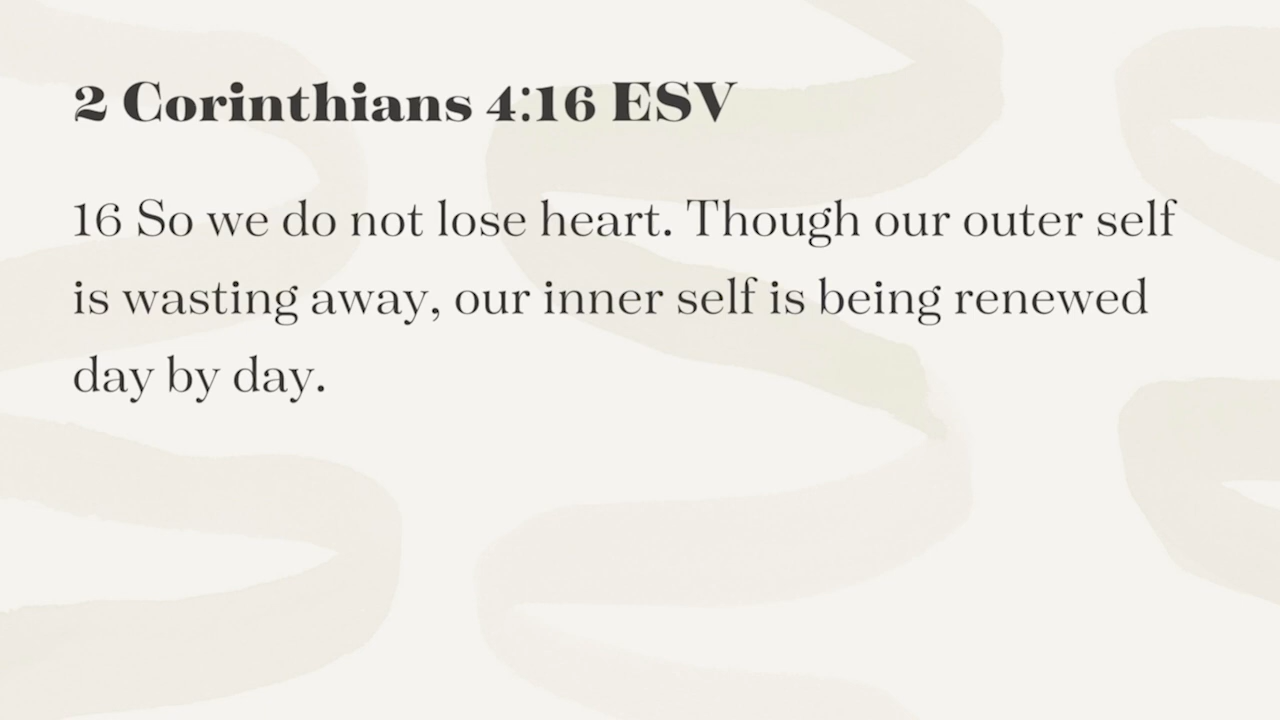 2 Corinthians 4:16 ESV
16 So we do not lose heart. Though our outer self
is wasting away, our inner self is being renewed
day by day.